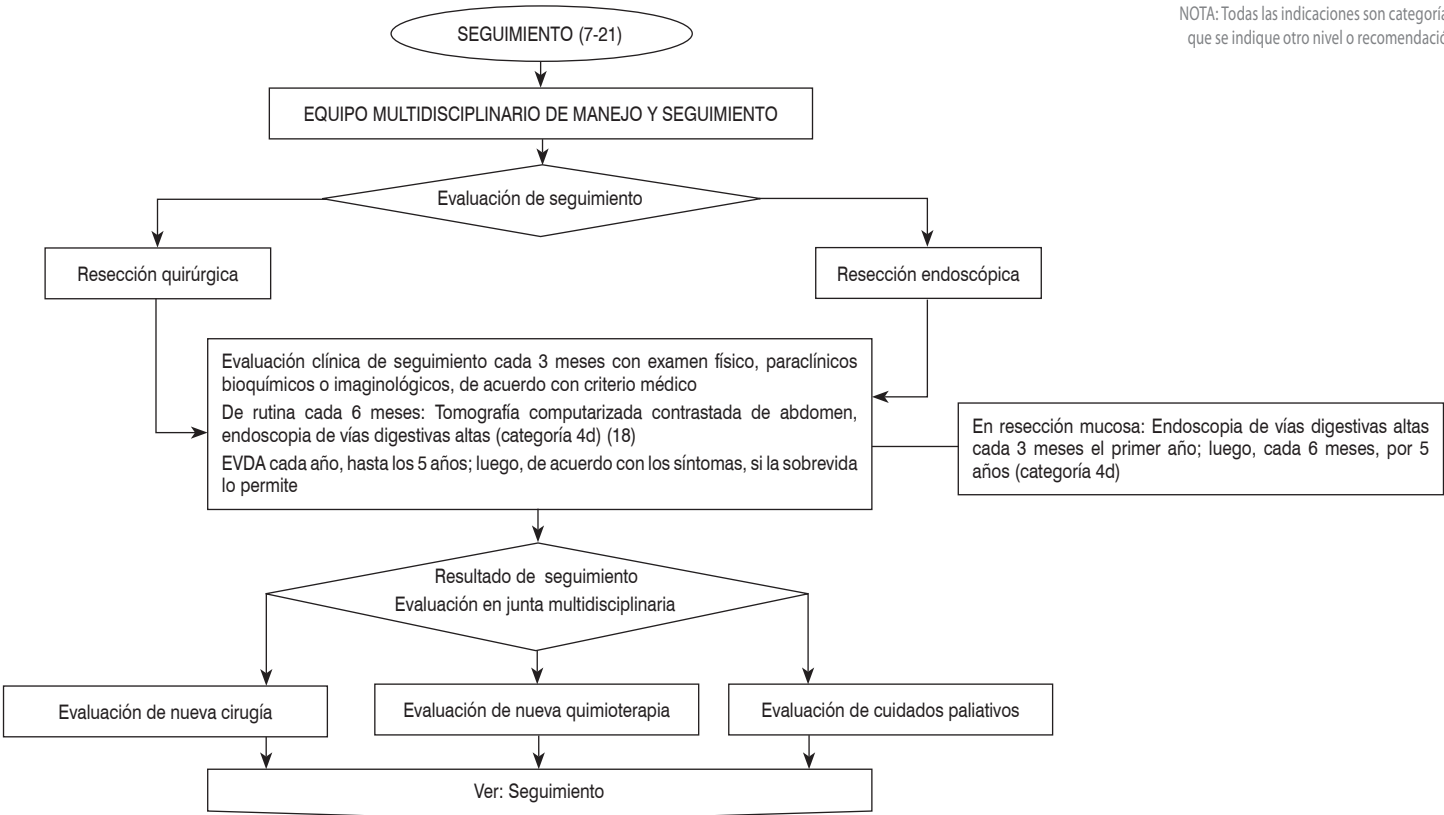 NOTA: Todas las indicaciones son categoría
que se indique otro nivel o recomendació
SEGUIMIENTO (7-21)
EQUIPO MULTIDISCIPLINARIO DE MANEJO Y SEGUIMIENTO
Evaluación de seguimiento
Resección quirúrgica
Resección endoscópica
Evaluación clínica de seguimiento cada 3 meses con examen físico, paraclínicos
bioquímicos o imaginológicos, de acuerdo con criterio médico
De rutina cada 6 meses: Tomografía computarizada contrastada de abdomen,
endoscopia de vías digestivas altas (categoría 4d) (18)
EVDA cada año, hasta los 5 años; luego, de acuerdo con los síntomas, si la sobrevida
lo permite
En resección mucosa: Endoscopia de vías digestivas altas
cada 3 meses el primer año; luego, cada 6 meses, por 5
años (categoría 4d)
Resultado de seguimiento
Evaluación en junta multidisciplinaria
Evaluación de nueva cirugía
Evaluación de nueva quimioterapia
Evaluación de cuidados paliativos
Ver: Seguimiento